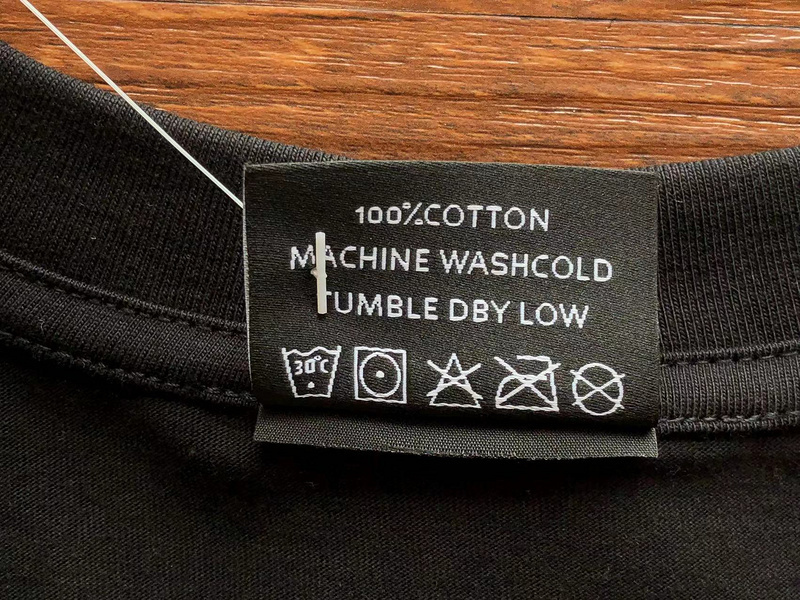 100%COTTON
MACHINE WASHCOLD
TUMBLE DBY LOW
30°C